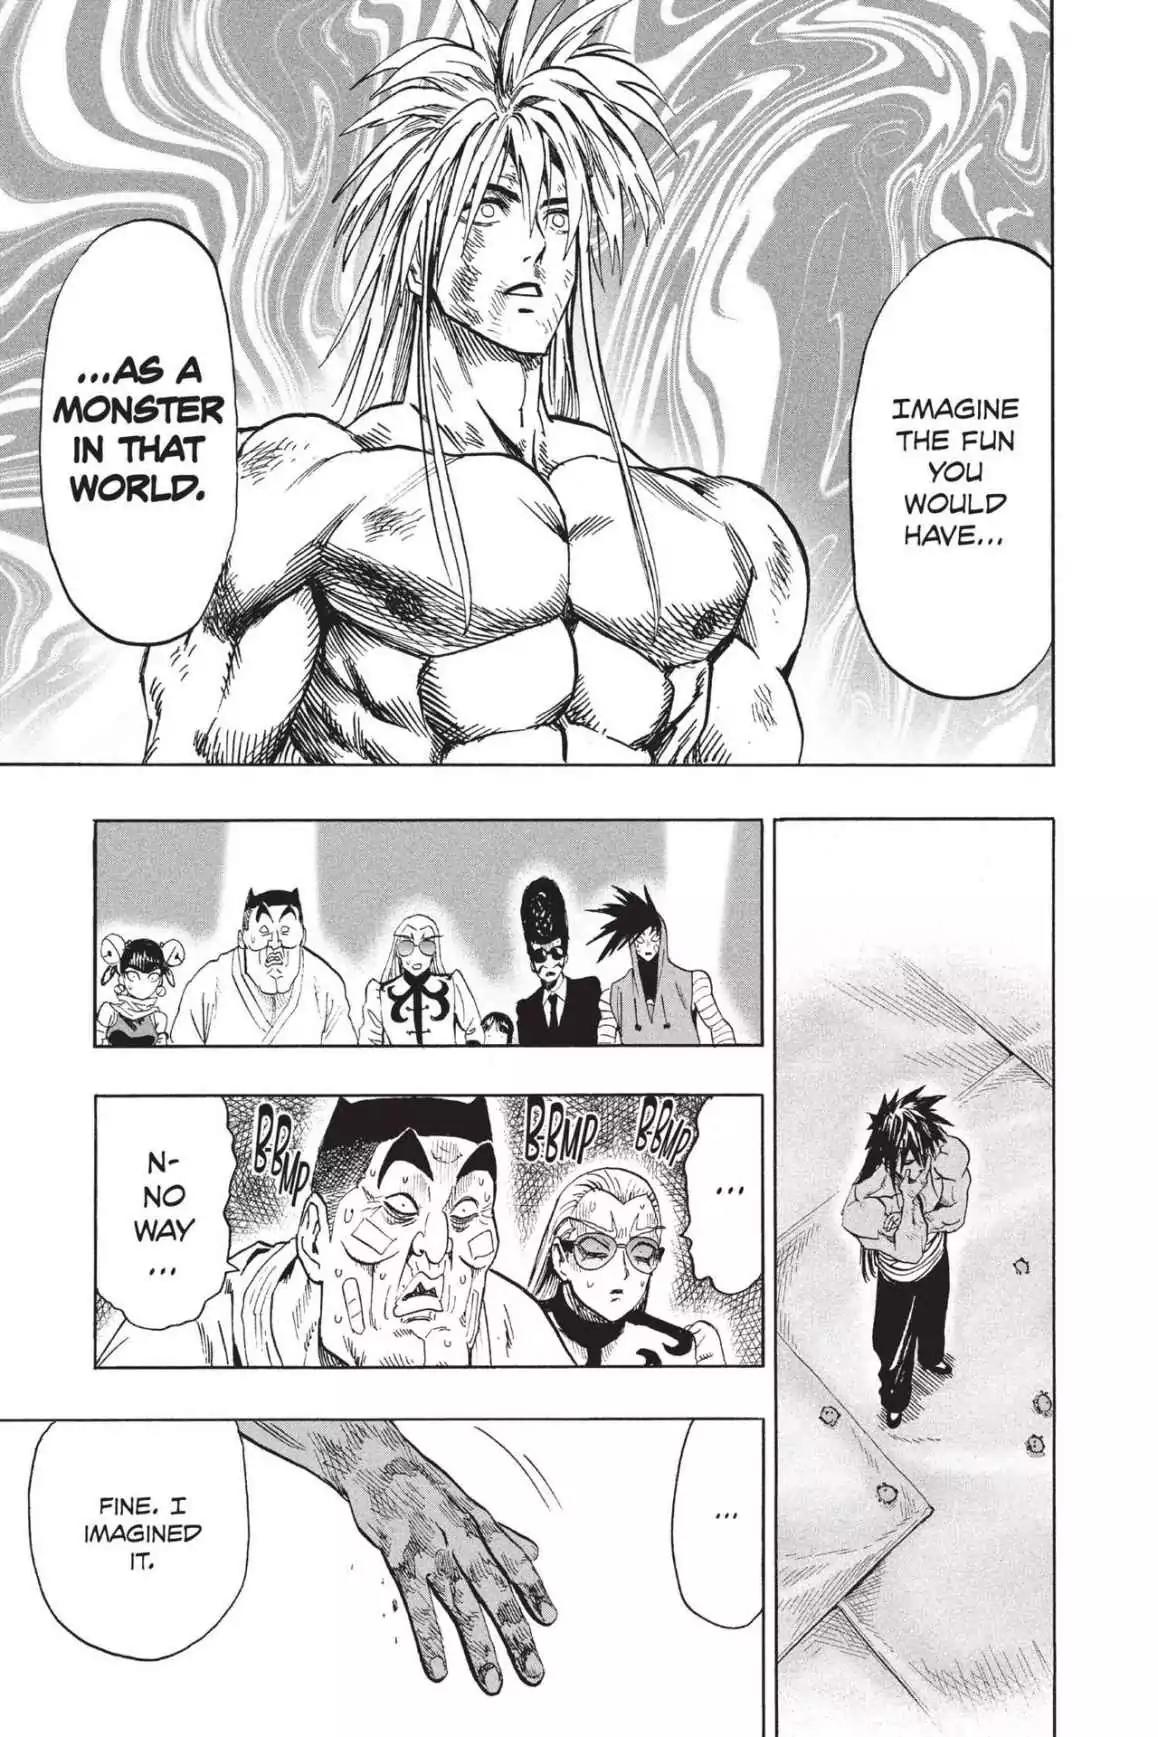 IMAGINE
THE FUN
YOU
WOULD
HAVE...
...AS A
MONSTER
IN THAT
WORLD.
...
B-BMP
B-BMP
B-BMP
N-
NO
WAY
...
...
FINE. I
IMAGINED
IT.